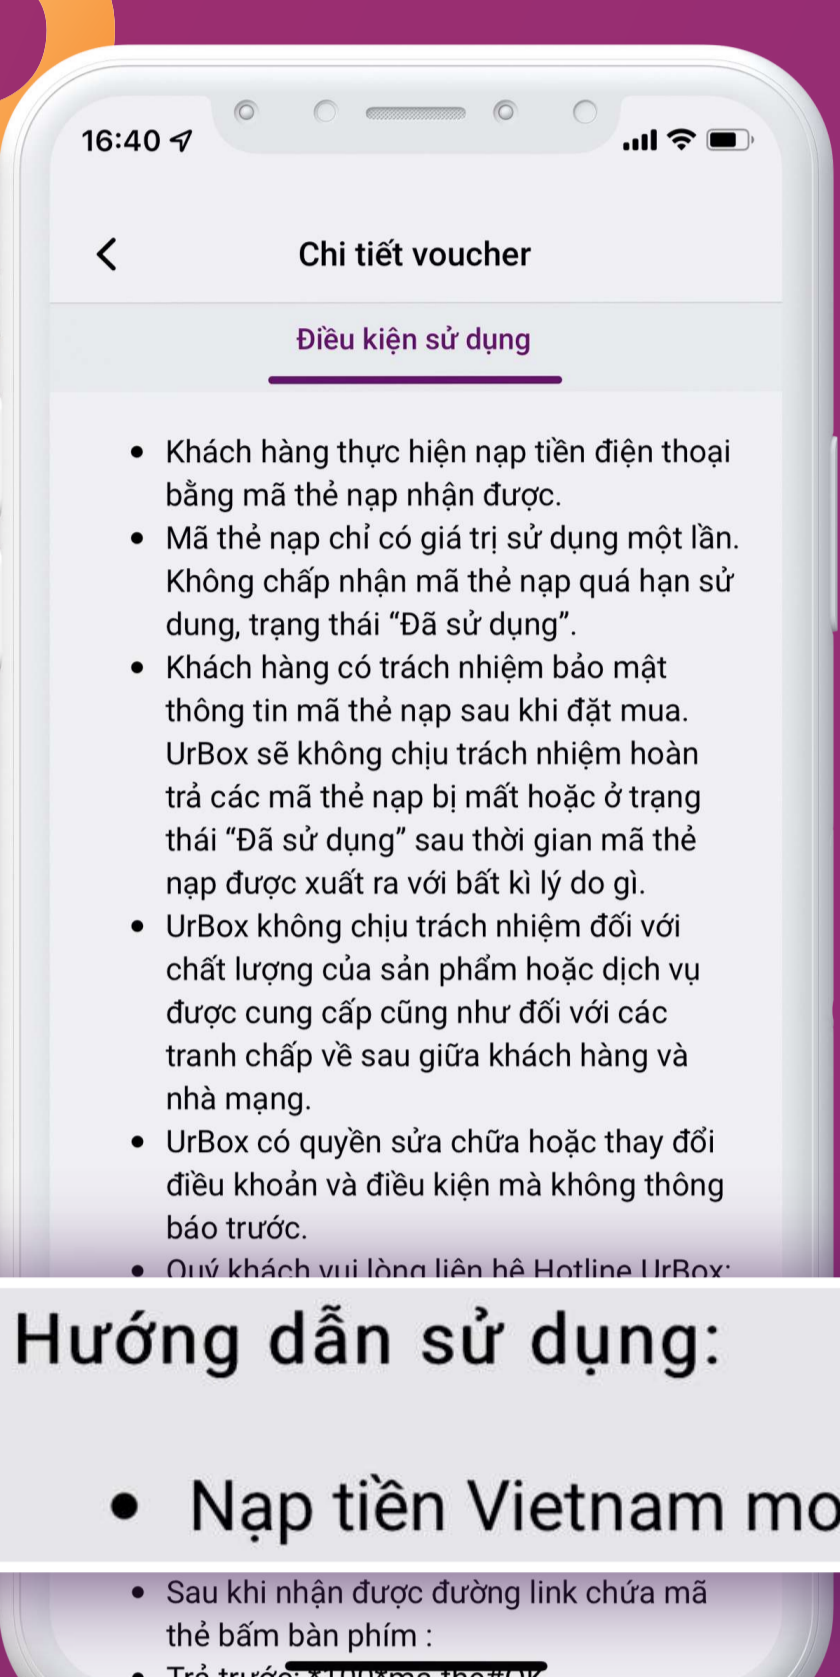 16:40
Chi tiết voucher
Điều kiện sử dụng
• Khách hàng thực hiện nạp tiền điện thoại
bằng mã thẻ nạp nhận được.
• Mã thẻ nạp chỉ có giá trị sử dụng một lần.
Không chấp nhận mã thẻ nạp quá hạn sử
dung, trạng thái “Đã sử dụng”.
• Khách hàng có trách nhiệm bảo mật
thông tin mã thẻ nạp sau khi đặt mua.
UrBox sẽ không chịu trách nhiệm hoàn
trả các mã thẻ nạp bị mất hoặc ở trạng
thái “Đã sử dụng” sau thời gian mã thẻ
nạp được xuất ra với bất kì lý do gì.
• UrBox không chịu trách nhiệm đối với
chất lượng của sản phẩm hoặc dịch vụ
được cung cấp cũng như đối với các
tranh chấp về sau giữa khách hàng và
nhà mạng.
• UrBox có quyền sửa chữa hoặc thay đổi
điều khoản và điều kiện mà không thông
báo trước.
• Quý khách vui lòng liên hệ Hotline UrBox:
Hướng dẫn sử dụng:
• Nạp tiền Vietnam mo
• Sau khi nhận được đường link chứa mã
thẻ bấm bàn phím :
• Trả trước: *100*mã thẻ#OK